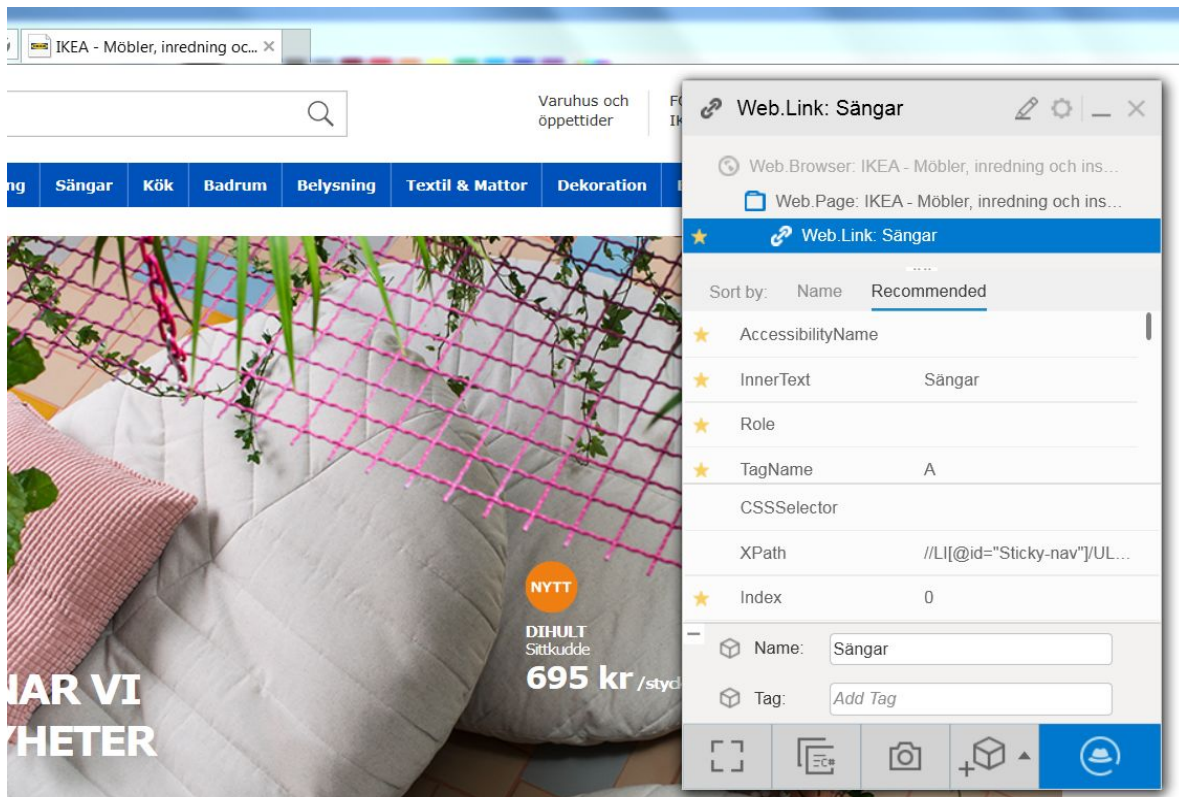 IKEA - Möbler, inredning oc...
Varuhus och
öppettider
ng Sängar Kök Badrum Belysning Textil & Mattor Dekoration
NYTT
DIHULT
Sittkudde
695 kr /styck
NAR VI
YHETER
Web.Link: Sängar
Web.Browser: IKEA - Möbler, inredning och ins...
Web.Page: IKEA - Möbler, inredning och ins...
Web.Link: Sängar
Sort by: Name Recommended
AccessibilityName
InnerText Sängar
Role
TagName A
CSSSelector
XPath //LI[@id="Sticky-nav"]/UL...
Index 0
Name: Sängar
Tag: Add Tag
=C#